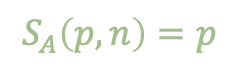 S_A(p, n) = p